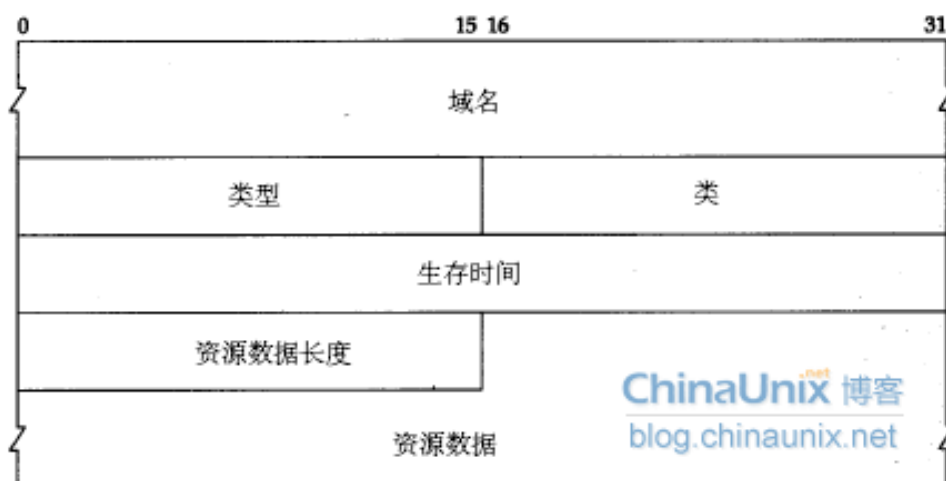 0 15 16 31
域名
类型 类
生存时间
资源数据长度
ChinaUnix.net 博客
blog.chinaunix.net
资源数据